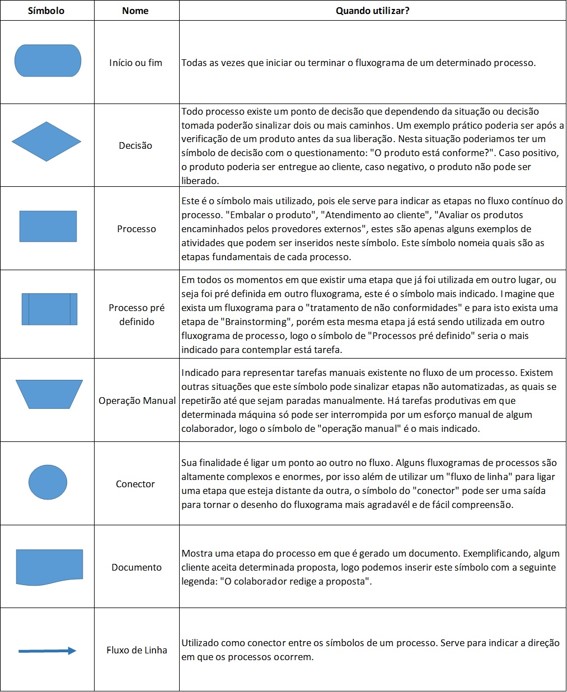 Símbolo Nome Quando utilizar?
Início ou fim
Todas as vezes que iniciar ou terminar o fluxograma de um determinado processo.
Decisão
Todo processo existe um ponto de decisão que dependendo da situação ou decisão
tomada poderão sinalizar dois ou mais caminhos. Um exemplo prático poderia ser após a
verificação de um produto antes da sua liberação. Nesta situação poderiamos ter um
símbolo de decisão com o questionamento: "O produto está conforme?". Caso positivo,
o produto poderia ser entregue ao cliente, caso negativo, o produto não pode ser
liberado.
Processo
Este é o símbolo mais utilizado, pois ele serve para indicar as etapas no fluxo contínuo do
processo. "Embalar o produto", "Atendimento ao cliente", "Avaliar os produtos
encaminhados pelos provedores externos", estes são apenas alguns exemplos de
atividades que podem ser inseridos neste símbolo. Este símbolo nomeia quais são as
etapas fundamentais de cada processo.
Processo pré
definido
Em todos os momentos em que existir uma etapa que já foi utilizada em outro lugar, ou
seja foi pré definida em outro fluxograma, este é o símbolo mais indicado. Imagine que
exista um fluxograma para o "tratamento de não conformidades" e para isto exista uma
etapa de "Brainstorming", porém esta mesma etapa já está sendo utilizada em outro
fluxograma de processo, logo o símbolo de "Processos pré definido" seria o mais
indicado para contemplar está tarefa.
Operação Manual
Indicado para representar tarefas manuais existente no fluxo de um processo. Existem
outras situações que este símbolo pode sinalizar etapas não automatizadas, as quais se
repetirão até que sejam paradas manualmente. Há tarefas produtivas em que
determinada máquina só pode ser interrompida por um esforço manual de algum
colaborador, logo o símbolo de "operação manual" é o mais indicado.
Conector
Sua finalidade é ligar um ponto ao outro no fluxo. Alguns fluxogramas de processos são
altamente complexos e enormes, por isso além de utilizar um "fluxo de linha" para ligar
uma etapa que esteja distante da outra, o símbolo do "conector" pode ser uma saída
para tornar o desenho do fluxograma mais agradavél e de fácil compreensão.
Documento
Mostra uma etapa do processo em que é gerado um documento. Exemplificando, algum
cliente aceita determinada proposta, logo podemos inserir este símbolo com a seguinte
legenda: "O colaborador redige a proposta".
Fluxo de Linha
Utilizado como conector entre os símbolos de um processo. Serve para indicar a direção
em que os processos ocorrem.